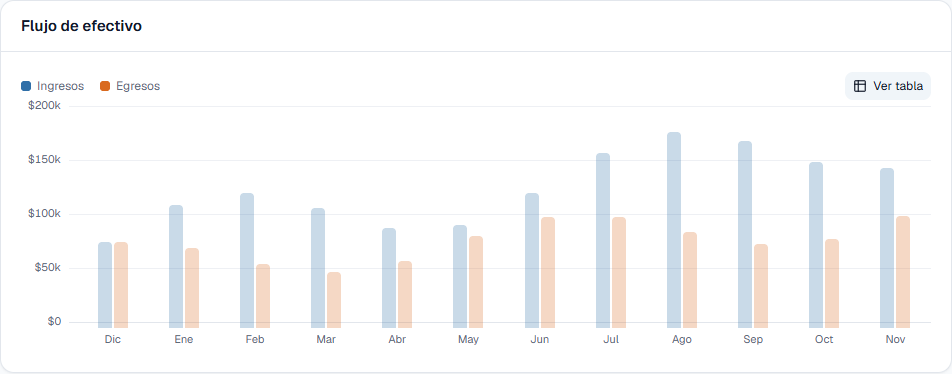 Flujo de efectivo
Ingresos Egresos Ver tabla
$200k
$150k
$100k
$50k
$0
Dic Ene Feb Mar Abr May Jun Jul Ago Sep Oct Nov